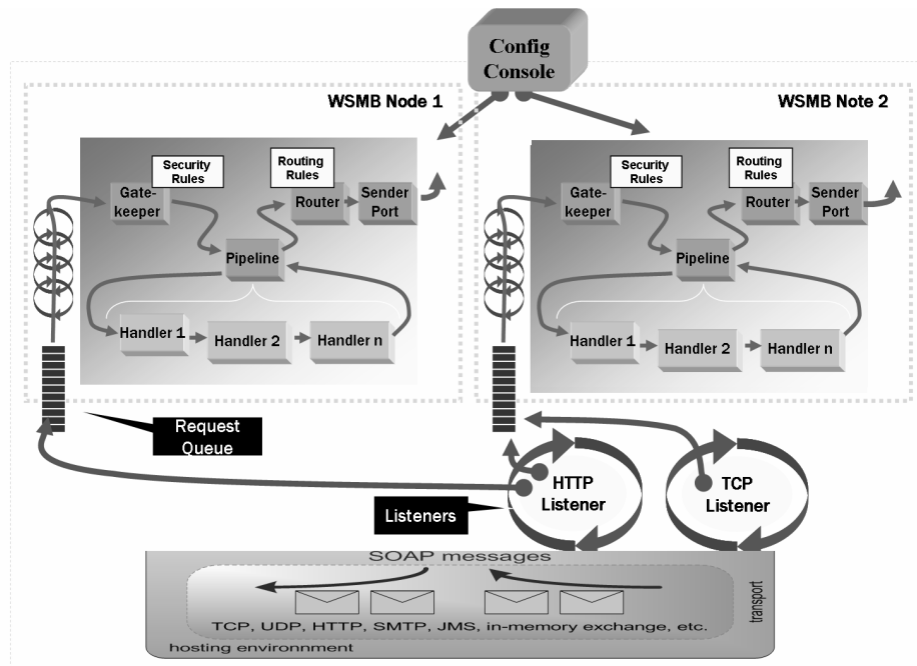 Config
Console
WSMB Node 1
WSMB Note 2
Security
Rules
Routing
Rules
Gate-
keeper
Router
Sender
Port
Pipeline
Handler 1
Handler 2
Handler n
Security
Rules
Routing
Rules
Gate-
keeper
Router
Sender
Port
Pipeline
Handler 1
Handler 2
Handler n
Request
Queue
HTTP
Listener
TCP
Listener
Listeners
SOAP messages
TCP, UDP, HTTP, SMTP, JMS, in-memory exchange, etc.
transport
hosting environnment